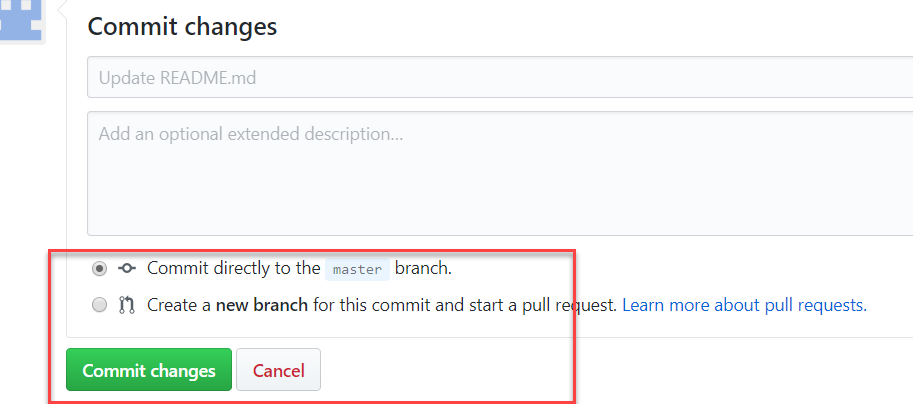 Commit changes
Update README.md
Add an optional extended description...
Commit directly to the master branch.
Create a new branch for this commit and start a pull request. Learn more about pull requests.
Commit changes Cancel